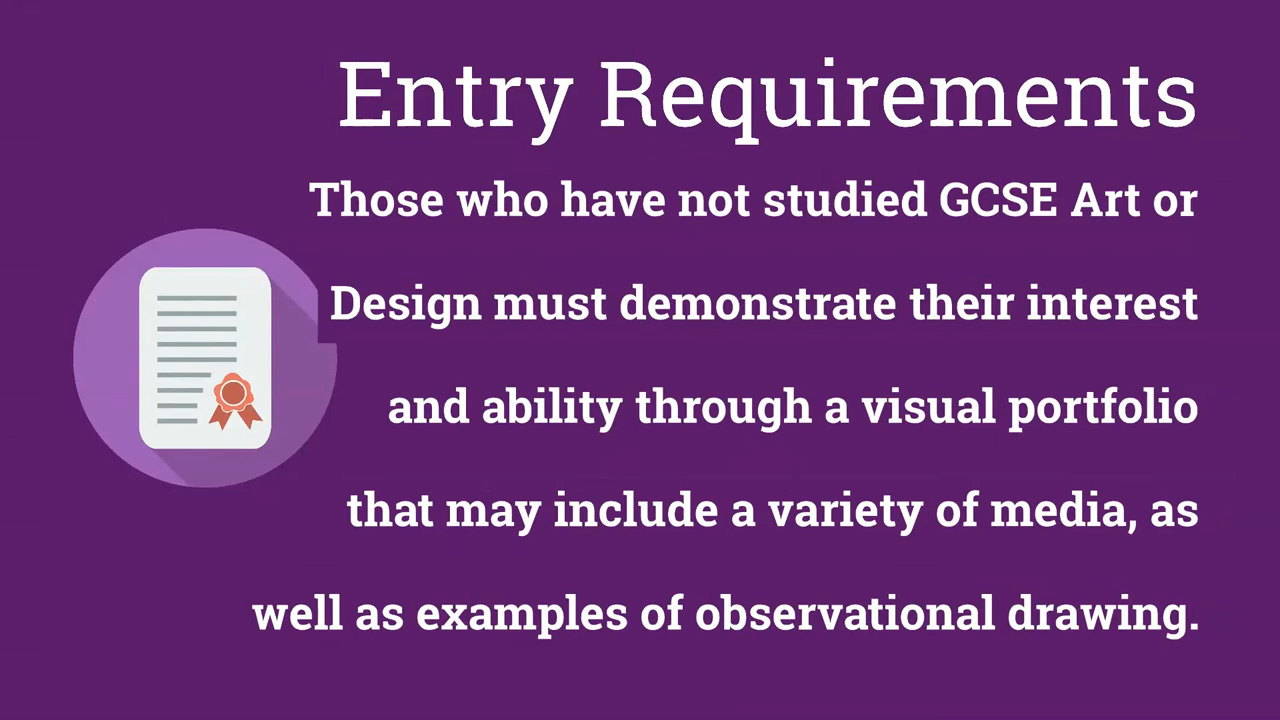 Entry Requirements
Those who have not studied GCSE Art or
Design must demonstrate their interest
and ability through a visual portfolio
that may include a variety of media, as
well as examples of observational drawing.